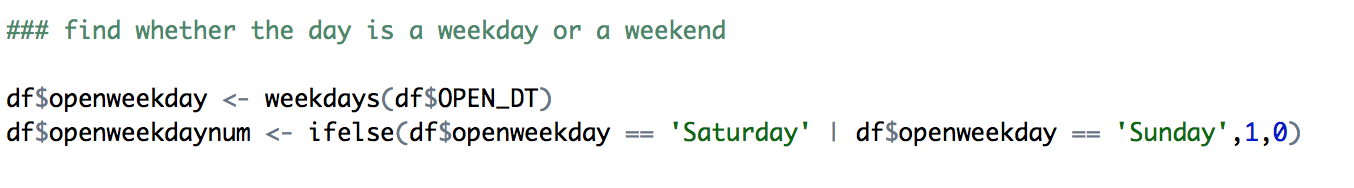 ### find whether the day is a weekday or a weekend
df$openweekday <- weekdays(df$OPEN_DT)
df$openweekdaynum <- ifelse(df$openweekday == 'Saturday' | df$openweekday == 'Sunday',1,0)